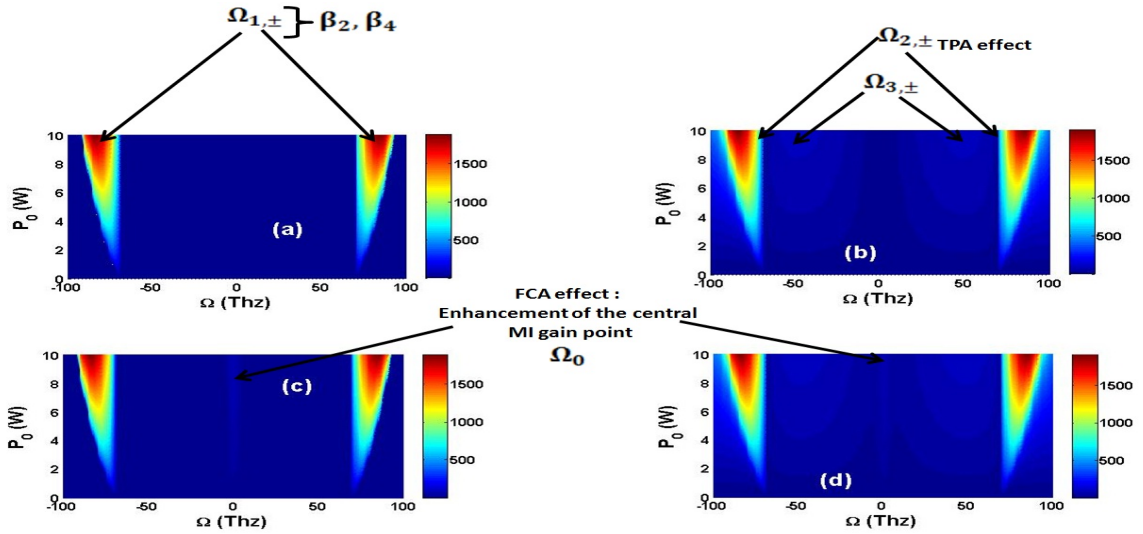 Ω1,± } β2, β4
Ω2,± TPA effect
Ω3,±
10
8
6
4
2
0
P0 (W)
-100 -50 0 50 100
Ω (Thz)
(a)
1500
1000
500
10
8
6
4
2
0
P0 (W)
-100 -50 0 50 100
Ω (Thz)
(b)
1500
1000
500
FCA effect :
Enhancement of the central
MI gain point
Ω0
10
8
6
4
2
0
P0 (W)
-100 -50 0 50 100
Ω (Thz)
(c)
1500
1000
500
10
8
6
4
2
0
P0 (W)
-100 -50 0 50 100
Ω (Thz)
(d)
1500
1000
500